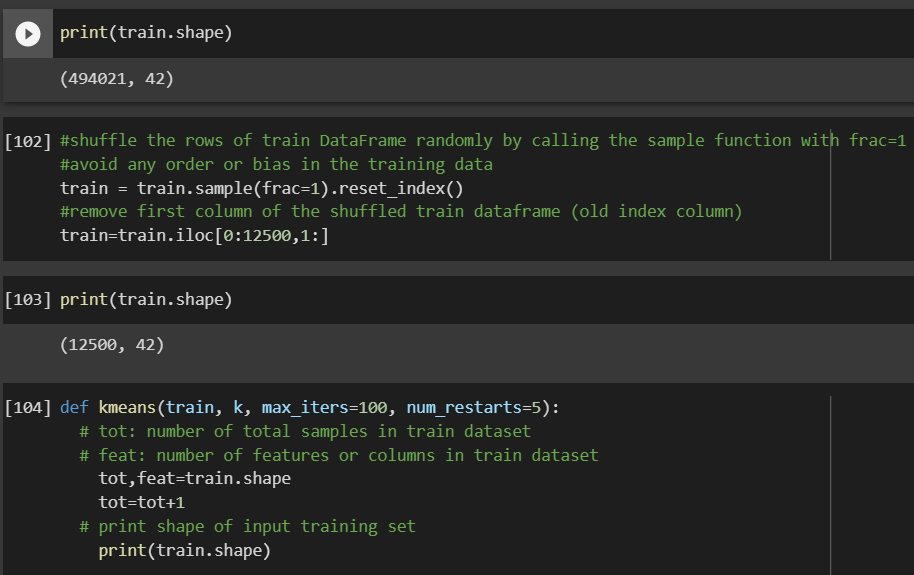 print(train.shape)
(494021, 42)
[102] #shuffle the rows of train DataFrame randomly by calling the sample function with frac=1
#avoid any order or bias in the training data
train = train.sample(frac=1).reset_index()
#remove first column of the shuffled train dataframe (old index column)
train=train.iloc[0:12500,1:]
[103] print(train.shape)
(12500, 42)
[104] def kmeans(train, k, max_iters=100, num_restarts=5):
# tot: number of total samples in train dataset
# feat: number of features or columns in train dataset
tot,feat=train.shape
tot=tot+1
# print shape of input training set
print(train.shape)